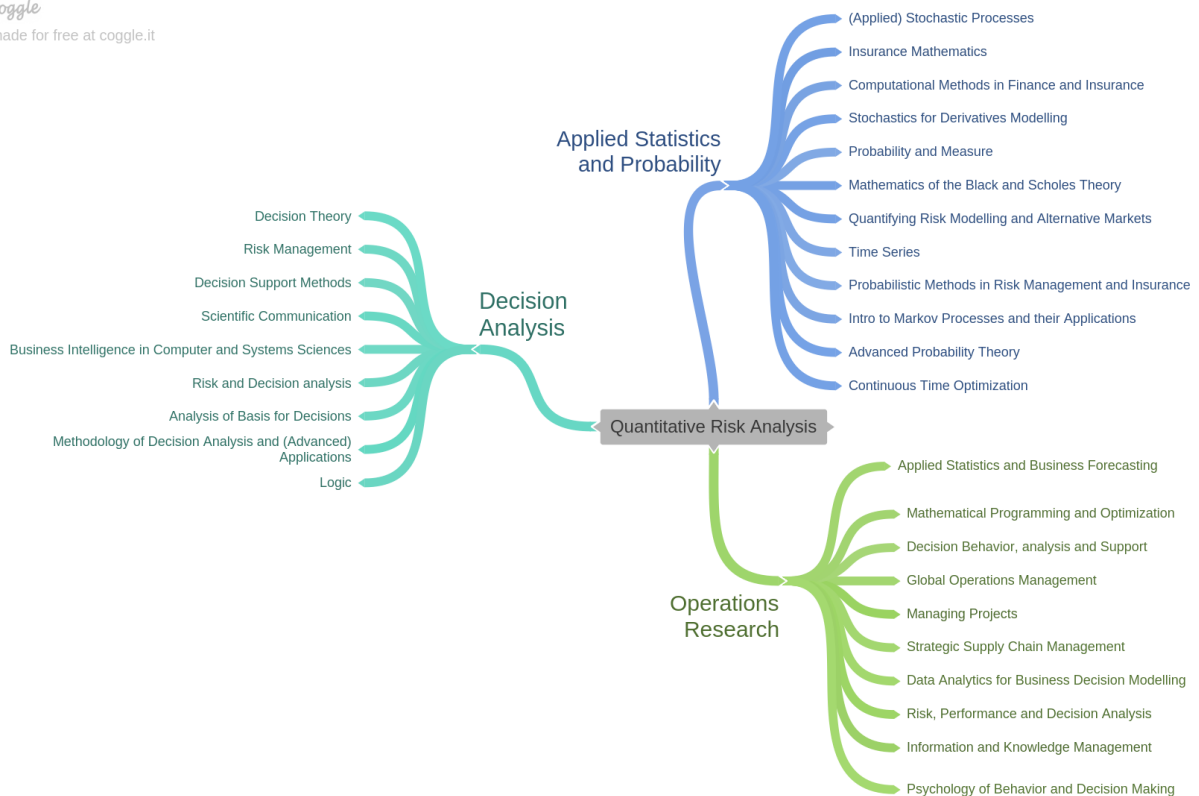 oggle
made for free at coggle.it
(Applied) Stochastic Processes
Insurance Mathematics
Computational Methods in Finance and Insurance
Stochastics for Derivatives Modelling
Applied Statistics
and Probability
Probability and Measure
Mathematics of the Black and Scholes Theory
Quantifying Risk Modelling and Alternative Markets
Time Series
Probabilistic Methods in Risk Management and Insurance
Intro to Markov Processes and their Applications
Advanced Probability Theory
Continuous Time Optimization
Decision Theory
Risk Management
Decision Support Methods
Scientific Communication
Business Intelligence in Computer and Systems Sciences
Risk and Decision analysis
Analysis of Basis for Decisions
Methodology of Decision Analysis and (Advanced)
Applications
Logic
Decision
Analysis
Quantitative Risk Analysis
Applied Statistics and Business Forecasting
Mathematical Programming and Optimization
Decision Behavior, analysis and Support
Global Operations Management
Managing Projects
Strategic Supply Chain Management
Data Analytics for Business Decision Modelling
Risk, Performance and Decision Analysis
Information and Knowledge Management
Psychology of Behavior and Decision Making
Operations
Research